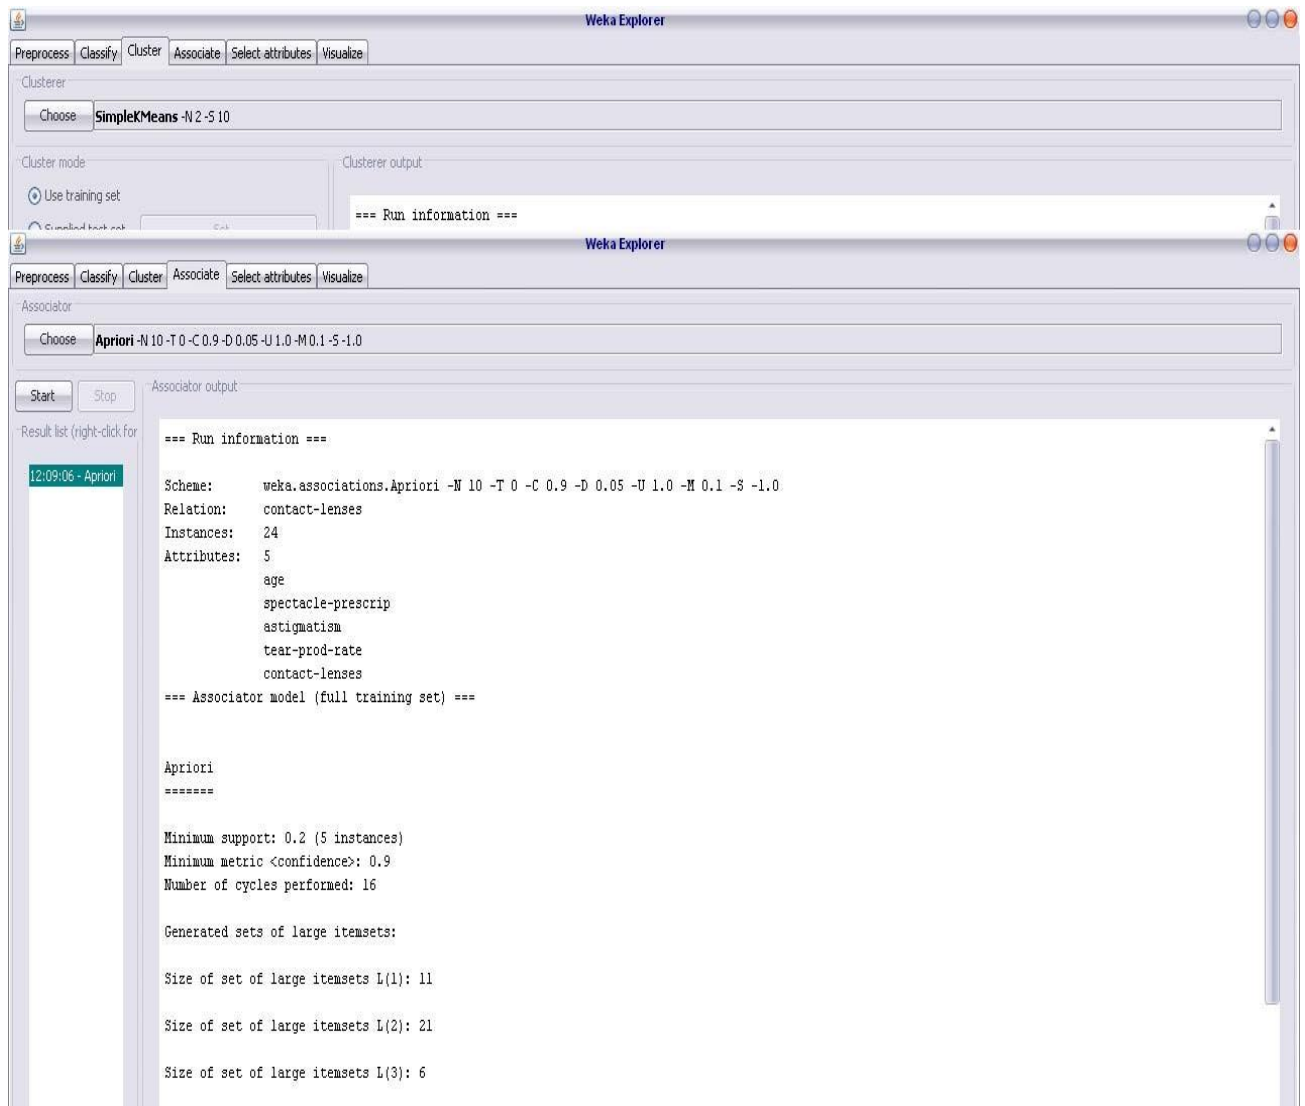 Weka Explorer
Preprocess Classify Cluster Associate Select attributes Visualize
Clusterer
Choose SimpleKMeans -N 2 -S 10
Cluster mode
Clusterer output
Use training set
=== Run information ===
Supplied test set
Set
Weka Explorer
Preprocess Classify Cluster Associate Select attributes Visualize
Associator
Choose Apriori -N 10 -T 0 -C 0.9 -D 0.05 -U 1.0 -M 0.1 -S -1.0
Start Stop
Associator output
Result list (right-click for
12:09:06 - Apriori
=== Run information ===
Scheme: weka.associations.Apriori -N 10 -T 0 -C 0.9 -D 0.05 -U 1.0 -M 0.1 -S -1.0
Relation: contact-lenses
Instances: 24
Attributes: 5
age
spectacle-prescrip
astigmatism
tear-prod-rate
contact-lenses
=== Associator model (full training set) ===
Apriori
=======
Minimum support: 0.2 (5 instances)
Minimum metric <confidence>: 0.9
Number of cycles performed: 16
Generated sets of large itemsets:
Size of set of large itemsets L(1): 11
Size of set of large itemsets L(2): 21
Size of set of large itemsets L(3): 6